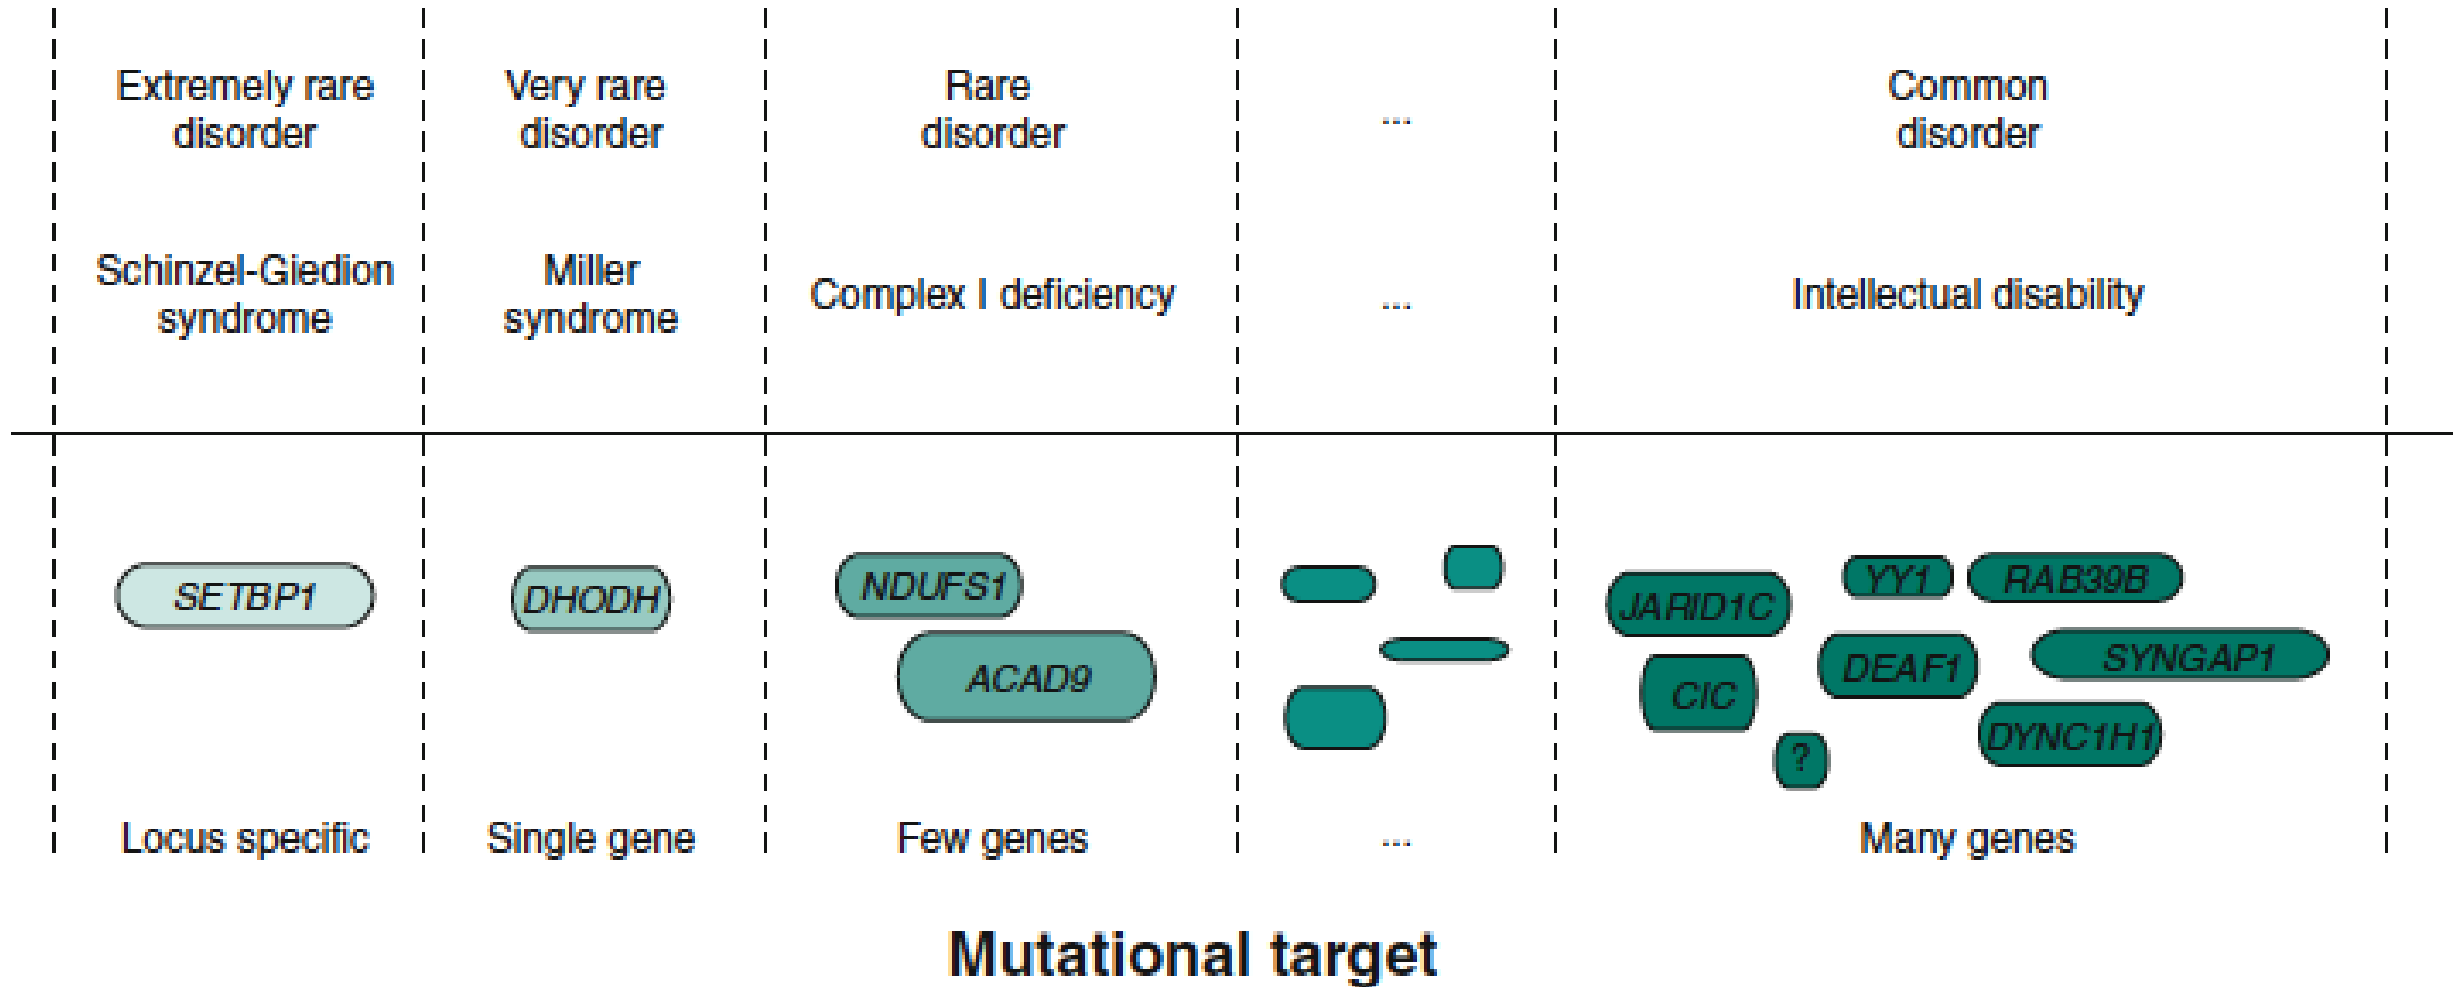 Extremely rare
disorder
Very rare
disorder
Rare
disorder
...
Common
disorder
Schinzel-Giedion
syndrome
Miller
syndrome
Complex I deficiency
...
Intellectual disability
SETBP1
DHODH
NDUFS1
ACAD9
JARID1C
YY1
RAB39B
CIC
DEAF1
SYNGAP1
?
DYNC1H1
Locus specific
Single gene
Few genes
...
Many genes
Mutational target